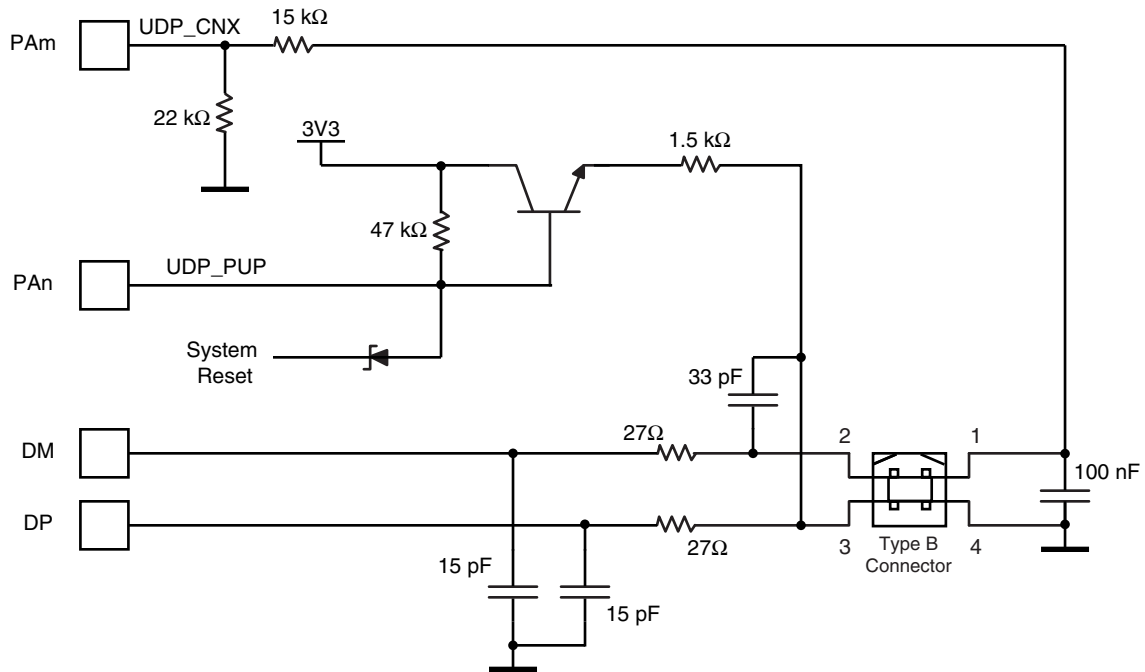 15 kΩ
PAm
UDP_CNX
22 kΩ
3V3
1.5 kΩ
47 kΩ
PAn
UDP_PUP
System
Reset
33 pF
DM
27Ω
2
1
100 nF
DP
27Ω
3
Type B
Connector
4
15 pF
15 pF